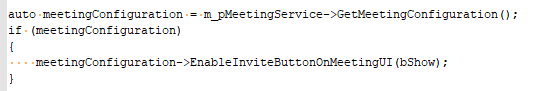 auto meetingConfiguration = m_pMeetingService->GetMeetingConfiguration();
if (meetingConfiguration)
{
    meetingConfiguration->EnableInviteButtonOnMeetingUI(bShow);
}